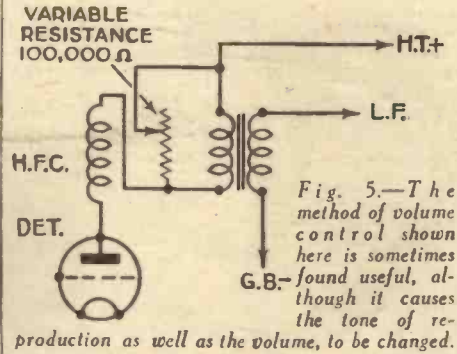 VARIABLE
RESISTANCE
100,000 Ω
H.T.+
L.F.
H.F.C.
DET.
G.B.-
Fig. 5.—The
method of volume
control shown
here is sometimes
found useful, al-
though it causes
the tone of re-
production as well as the volume, to be changed.